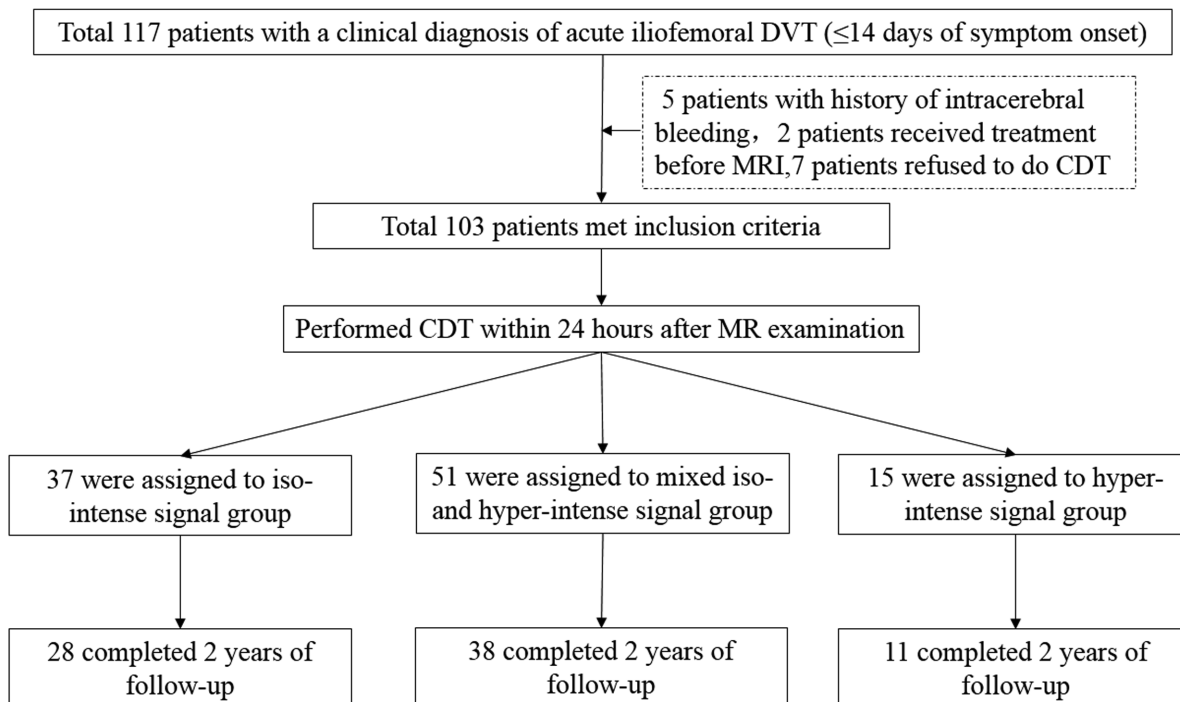 Total 117 patients with a clinical diagnosis of acute iliofemoral DVT (≤14 days of symptom onset)
5 patients with history of intracerebral
bleeding，2 patients received treatment
before MRI,7 patients refused to do CDT
Total 103 patients met inclusion criteria
Performed CDT within 24 hours after MR examination
37 were assigned to iso-
intense signal group
51 were assigned to mixed iso-
and hyper-intense signal group
15 were assigned to hyper-
intense signal group
28 completed 2 years of
follow-up
38 completed 2 years of
follow-up
11 completed 2 years of
follow-up